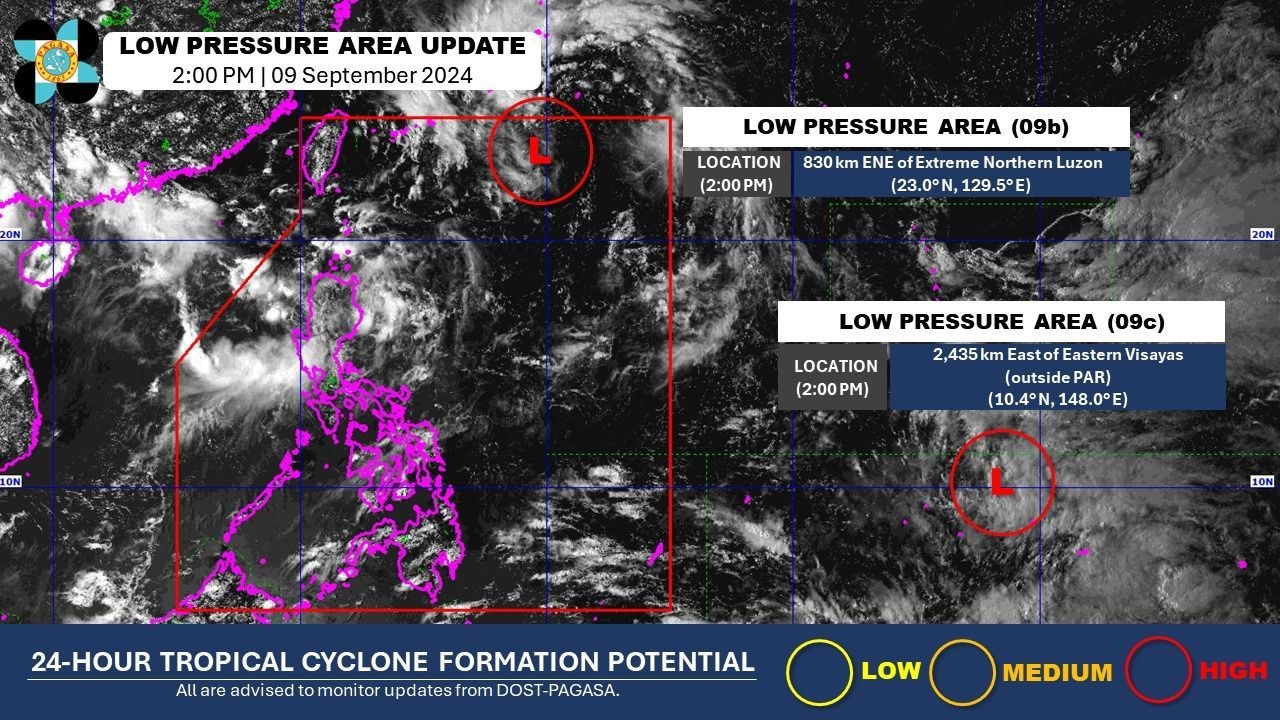 LOW PRESSURE AREA UPDATE
2:00 PM | 09 September 2024
PAGASA
L
LOW PRESSURE AREA (09b)
LOCATION
(2:00 PM)
830 km ENE of Extreme Northern Luzon
(23.0°N, 129.5°E)
20N
20N
LOW PRESSURE AREA (09c)
LOCATION
(2:00 PM)
2,435 km East of Eastern Visayas
(outside PAR)
(10.4°N, 148.0°E)
L
10N
10N
24-HOUR TROPICAL CYCLONE FORMATION POTENTIAL
All are advised to monitor updates from DOST-PAGASA.
LOW
MEDIUM
HIGH